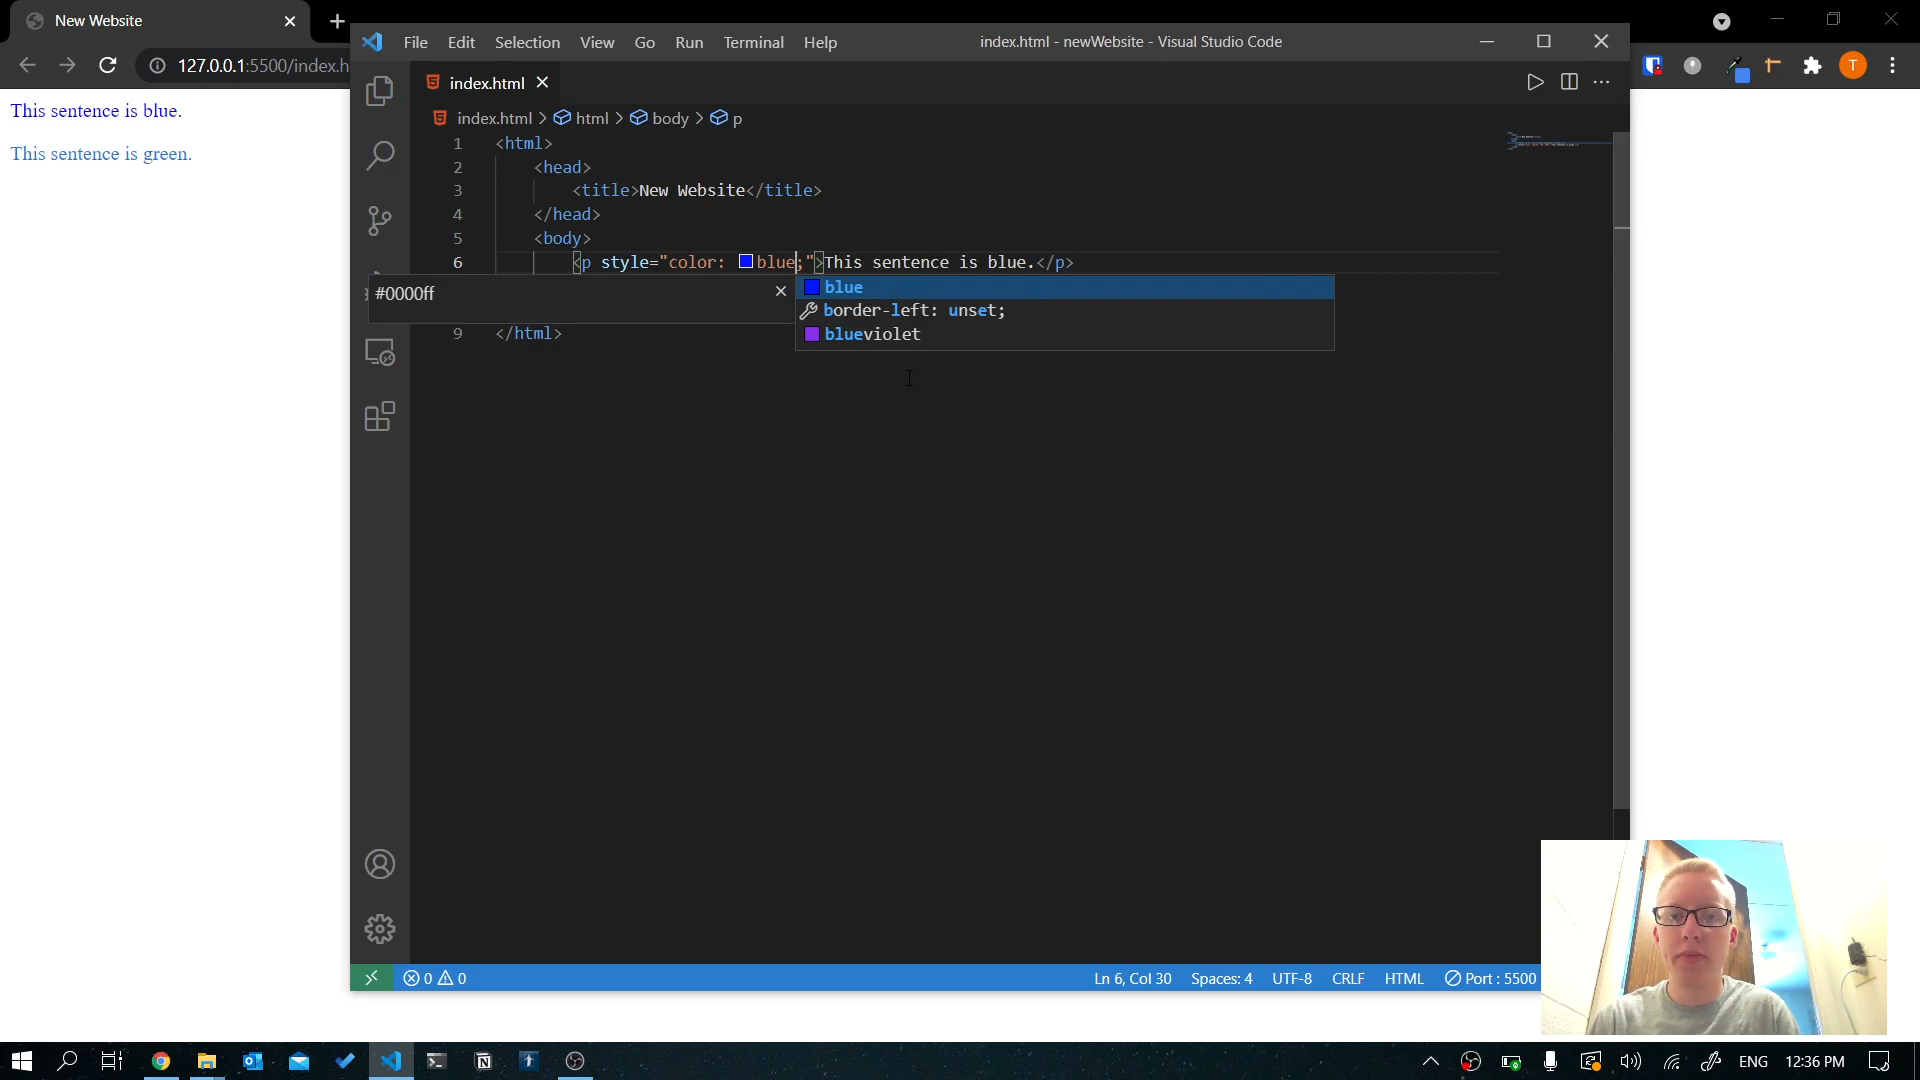 New Website
File Edit Selection View Go Run Terminal Help
index.html - newWebsite - Visual Studio Code
127.0.0.1:5500/index.h
T
index.html
index.html > html > body > p
This sentence is blue.
This sentence is green.
1 <html>
2 <head>
3 <title>New Website</title>
4 </head>
5 <body>
6 <p style="color: blue;">This sentence is blue.</p>
#0000ff
blue
border-left: unset;
blueviolet
9 </html>
0 0
Ln 6, Col 30 Spaces: 4 UTF-8 CRLF HTML Port : 5500
ENG 12:36 PM